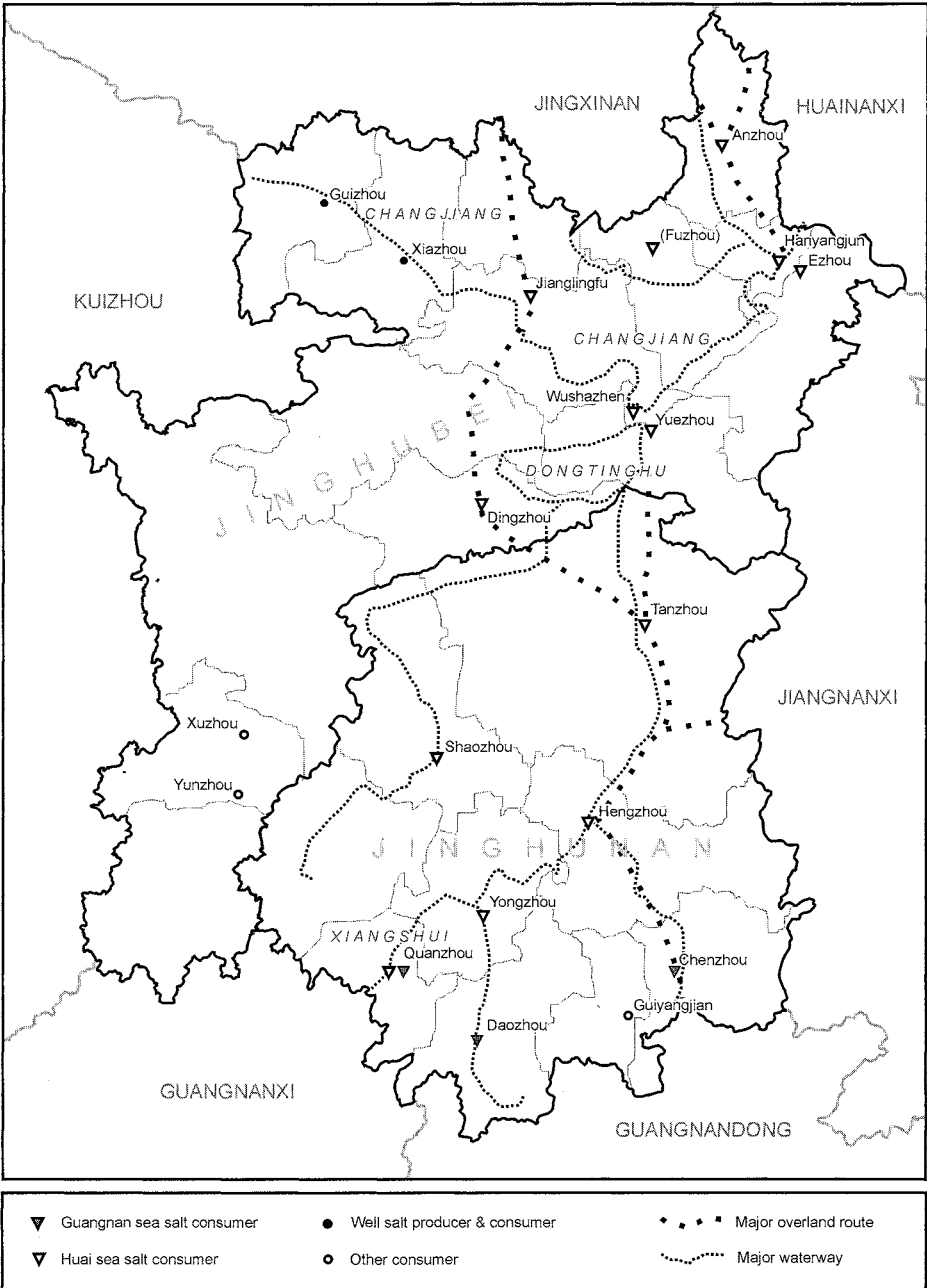 JINGXINAN
HUAINANXI
Anzhou
Guizhou
CHANGJIANG
(Fuzhou)
Hanyangjun
Xiazhou
Ezhou
Jianglingfu
KUIZHOU
CHANGJIANG
Wushazhen
Yuezhou
JINGHUBEI
DONGTINGHU
Dingzhou
Tanzhou
JIANGNANXI
Xuzhou
Shaozhou
Yunzhou
Hengzhou
JINGHUNAN
Yongzhou
XIANGSHUI
Quanzhou
Chenzhou
Guiyangjian
Daozhou
GUANGNANXI
GUANGNANDONG
Guangnan sea salt consumer
Well salt producer & consumer
Major overland route
Huai sea salt consumer
Other consumer
Major waterway